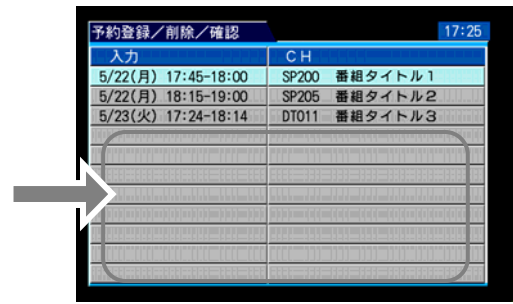 予約登録／削除／確認 17:25
入力 CH
5/22(月) 17:45-18:00 SP200 番組タイトル１
5/22(月) 18:15-19:00 SP205 番組タイトル２
5/23(火) 17:24-18:14 DT011 番組タイトル３